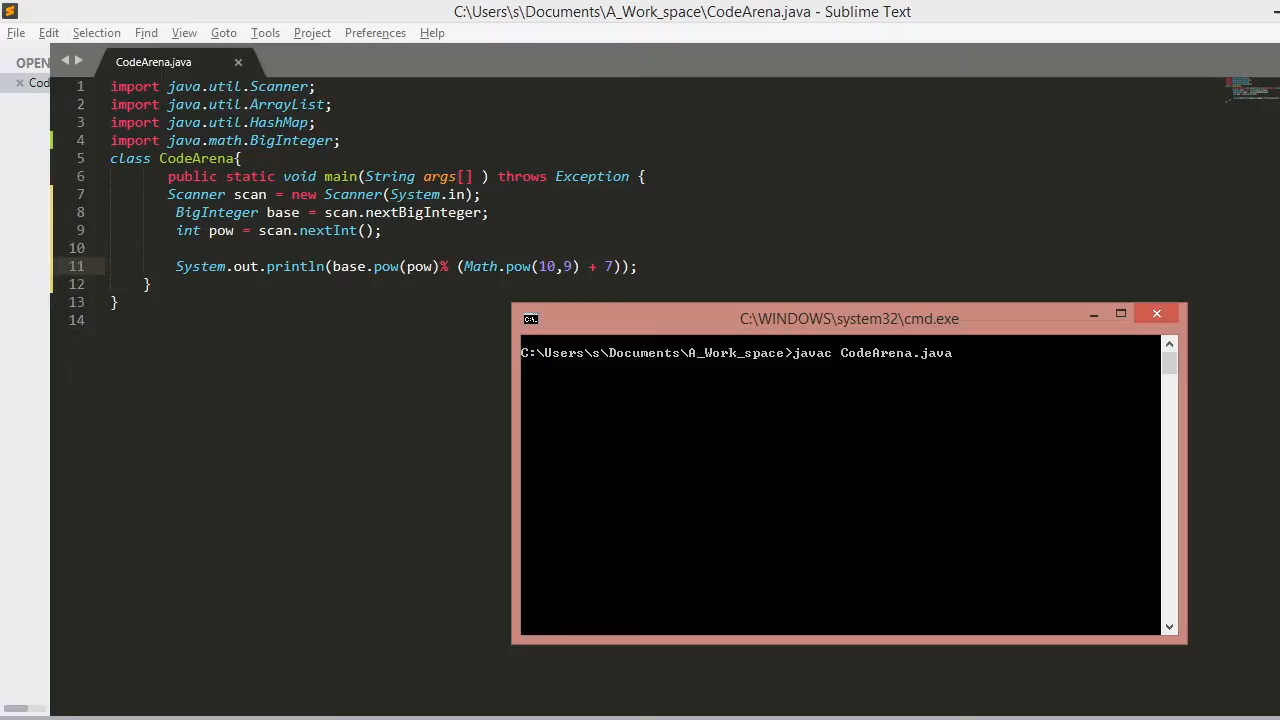 C:\Users\s\Documents\A_Work_space\CodeArena.java - Sublime Text
File Edit Selection Find View Goto Tools Project Preferences Help
OPEN
CodeArena.java
Cod
1 import java.util.Scanner;
2 import java.util.ArrayList;
3 import java.util.HashMap;
4 import java.math.BigInteger;
5 class CodeArena{
6 public static void main(String args[] ) throws Exception {
7 Scanner scan = new Scanner(System.in);
8 BigInteger base = scan.nextBigInteger;
9 int pow = scan.nextInt();
10
11 System.out.println(base.pow(pow)% (Math.pow(10,9) + 7));
12 }
13 }
14
C:\WINDOWS\system32\cmd.exe
C:\Users\s\Documents\A_Work_space>javac CodeArena.java